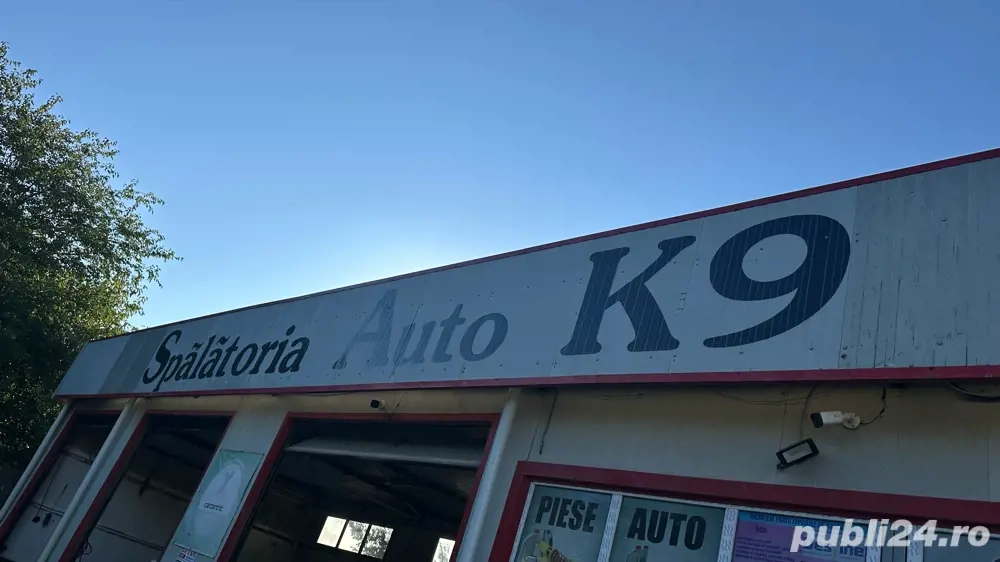 Spălătoria Auto K9
PIESE AUTO
publi24.ro